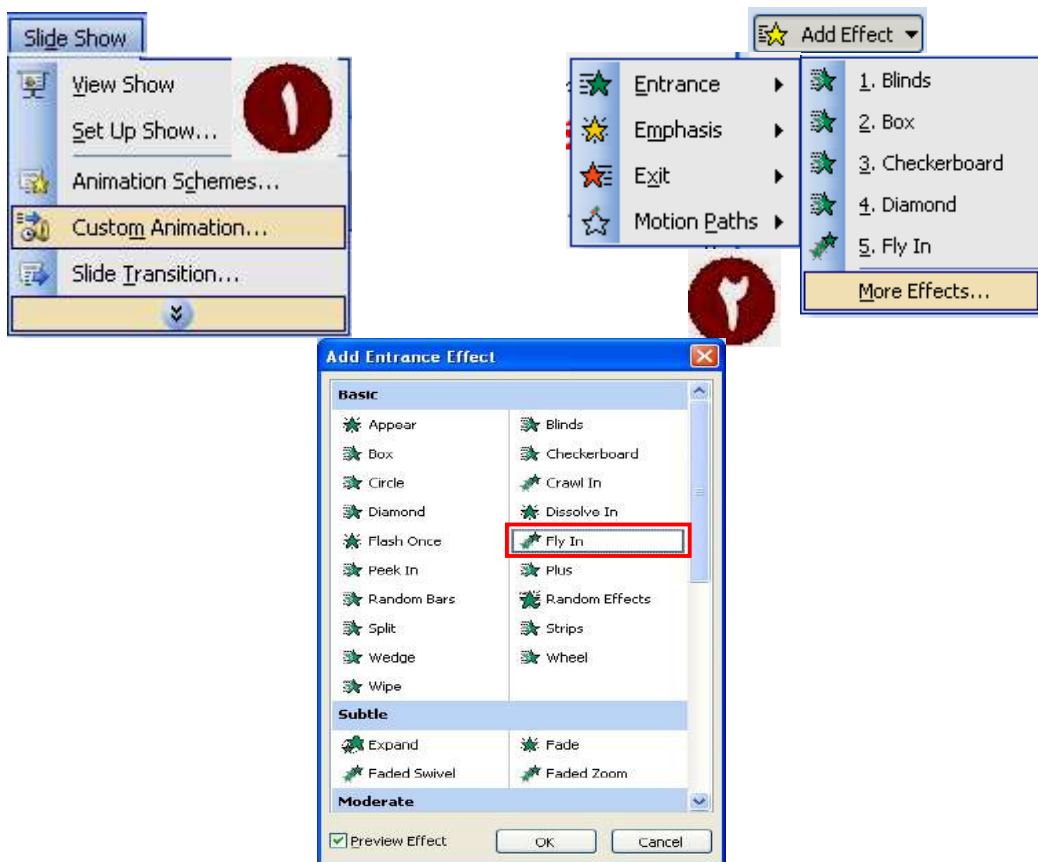 Slide Show
View Show
Set Up Show...
Animation Schemes...
Custom Animation...
Slide Transition...
١
Add Effect
Entrance
Emphasis
Exit
Motion Paths
1. Blinds
2. Box
3. Checkerboard
4. Diamond
5. Fly In
More Effects...
٢
Add Entrance Effect
Basic
Appear Blinds
Box Checkerboard
Circle Crawl In
Diamond Dissolve In
Flash Once Fly In
Peek In Plus
Random Bars Random Effects
Split Strips
Wedge Wheel
Wipe
Subtle
Expand Fade
Faded Swivel Faded Zoom
Moderate
Preview Effect OK Cancel